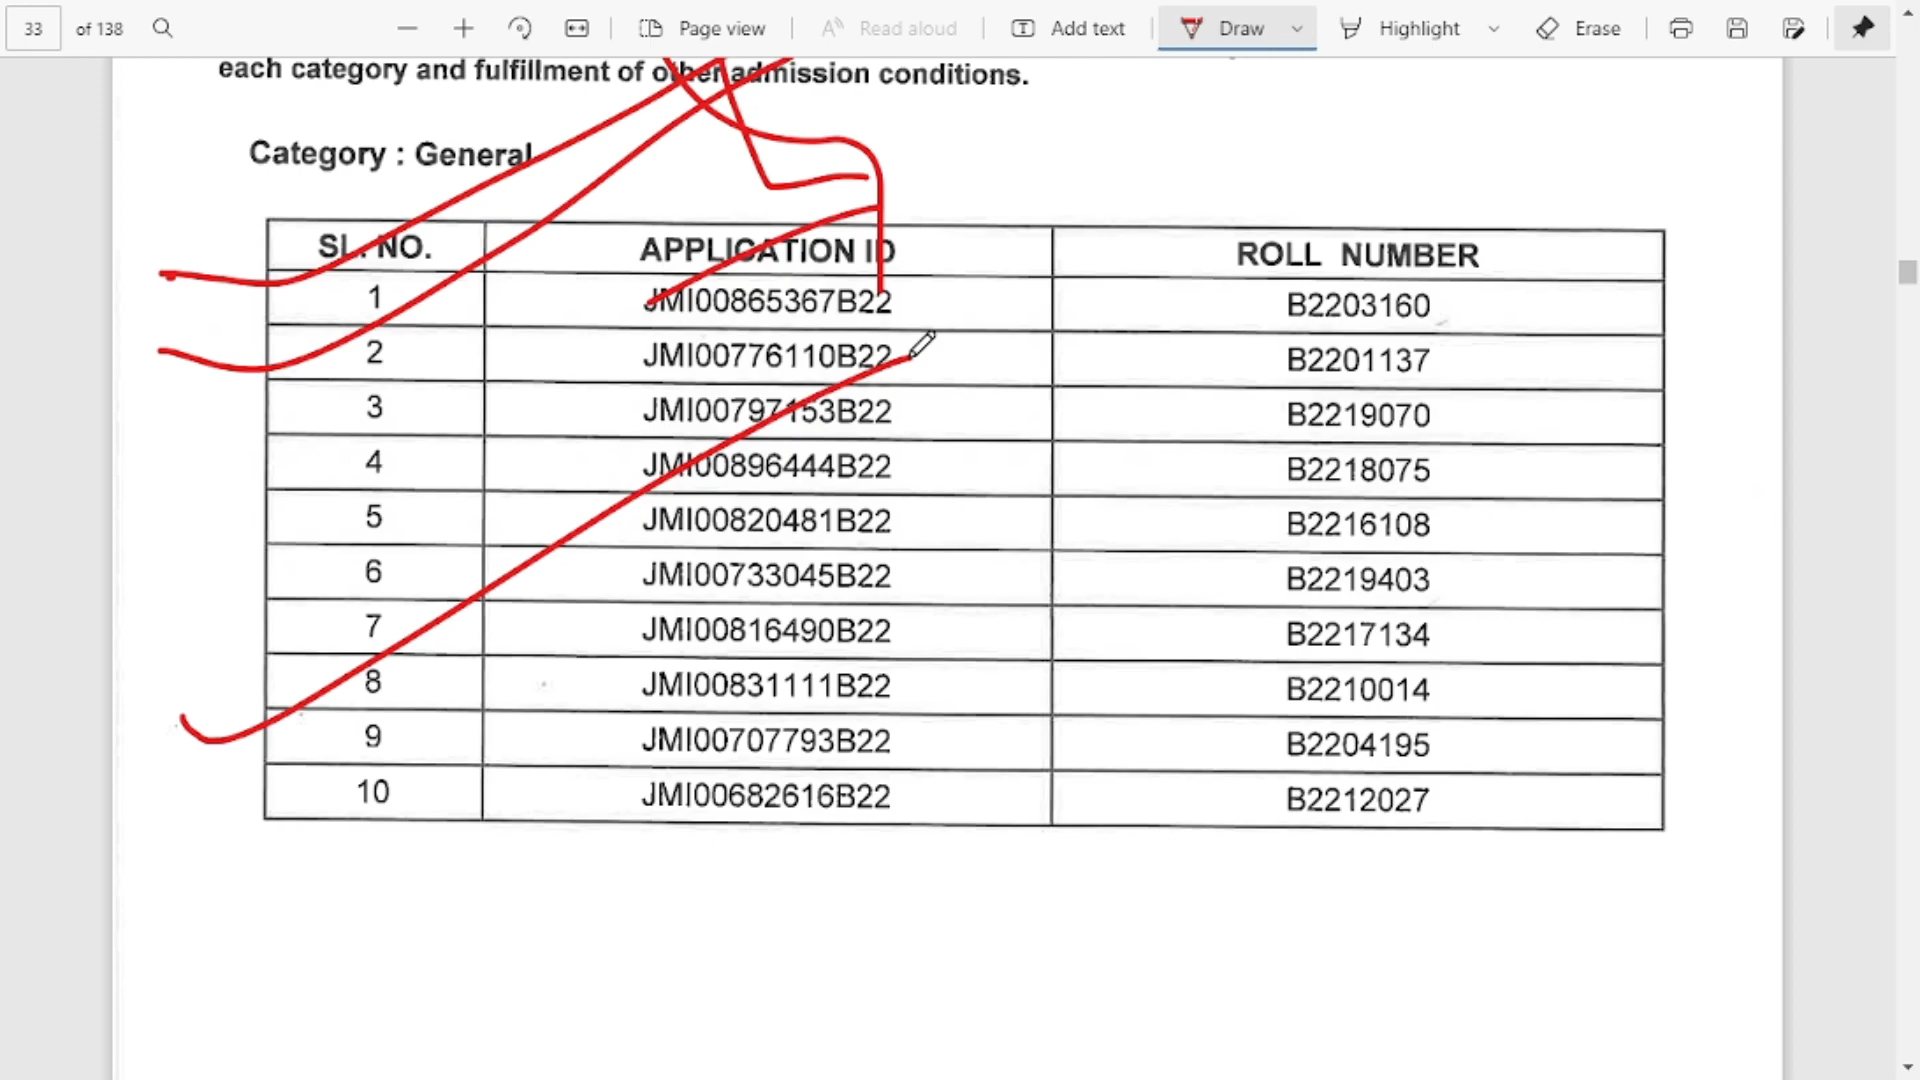 33 of 138 Page view Read aloud Add text Draw Highlight Erase
each category and fulfillment of other admission conditions.
Category : General
SL. NO. APPLICATION ID ROLL NUMBER
1 JMI00865367B22 B2203160
2 JMI00776110B22 B2201137
3 JMI00797153B22 B2219070
4 JMI00896444B22 B2218075
5 JMI00820481B22 B2216108
6 JMI00733045B22 B2219403
7 JMI00816490B22 B2217134
8 JMI00831111B22 B2210014
9 JMI00707793B22 B2204195
10 JMI00682616B22 B2212027